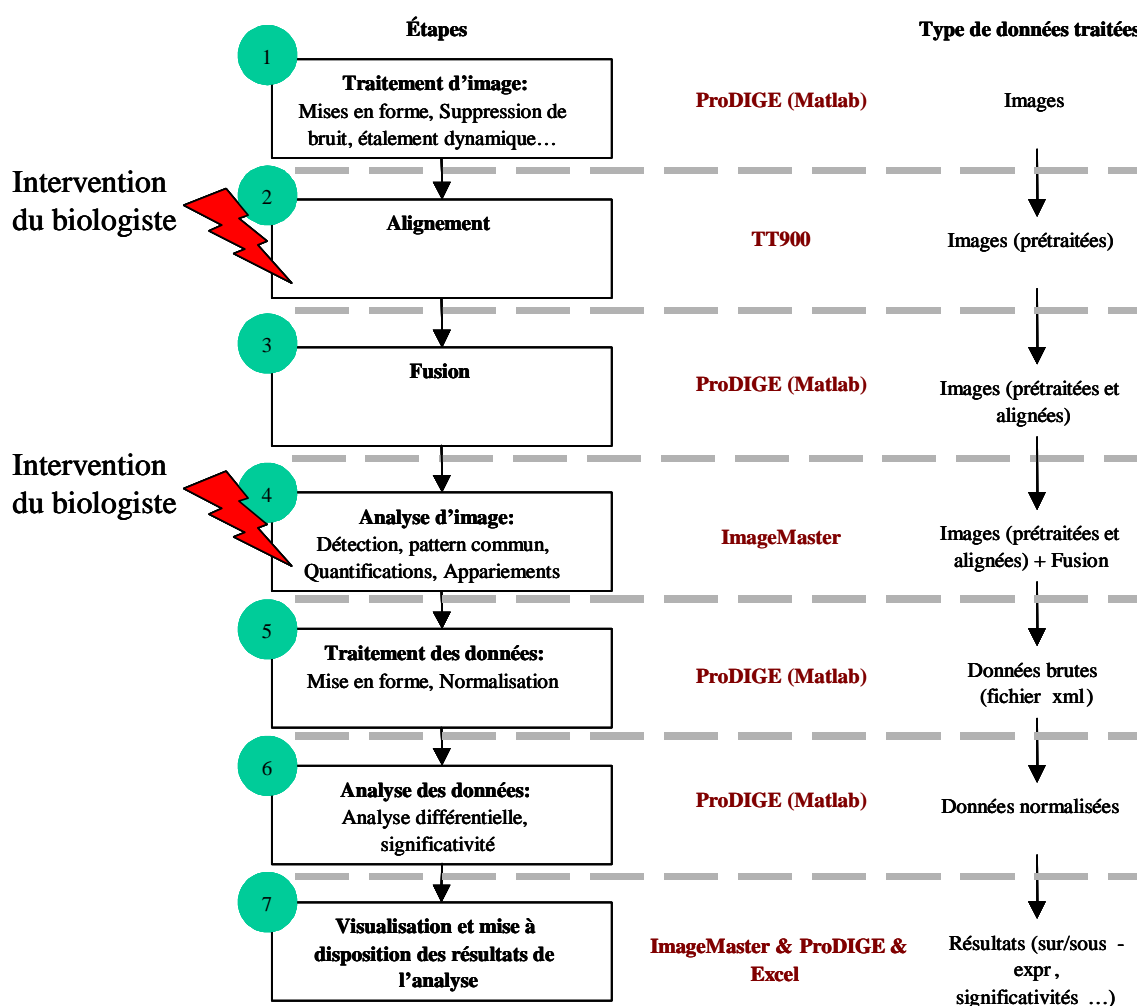 Étapes
Type de données traitées
1
Traitement d'image:
Mises en forme, Suppression de
bruit, étalement dynamique…
ProDIGE (Matlab)
Images
Intervention
du biologiste
2
Alignement
TT900
Images (prétraitées)
3
Fusion
ProDIGE (Matlab)
Images (prétraitées et
alignées)
Intervention
du biologiste
4
Analyse d'image:
Détection, pattern commun,
Quantifications, Appariements
ImageMaster
Images (prétraitées et
alignées) + Fusion
5
Traitement des données:
Mise en forme, Normalisation
ProDIGE (Matlab)
Données brutes
(fichier xml)
6
Analyse des données:
Analyse différentielle,
significativité
ProDIGE (Matlab)
Données normalisées
7
Visualisation et mise à
disposition des résultats de
l'analyse
ImageMaster & ProDIGE &
Excel
Résultats (sur/sous -
expr ,
significativités …)